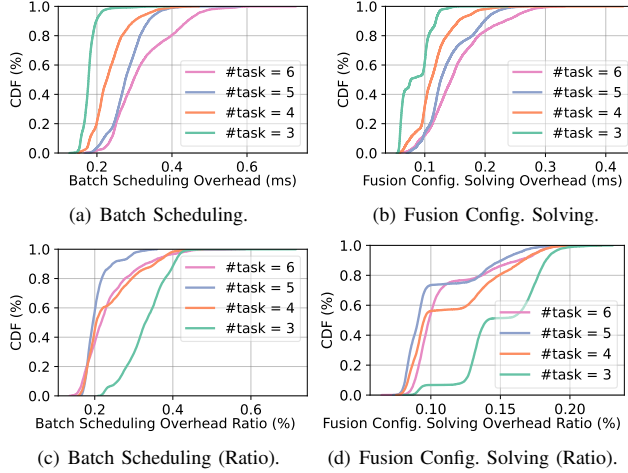 1.0
0.8
0.6
0.4
0.2
0.0
CDF (%)
#task = 6
#task = 5
#task = 4
#task = 3
0.2 0.4 0.6
Batch Scheduling Overhead (ms)
(a) Batch Scheduling.
1.0
0.8
0.6
0.4
0.2
0.0
CDF (%)
#task = 6
#task = 5
#task = 4
#task = 3
0.1 0.2 0.3 0.4
Fusion Config. Solving Overhead (ms)
(b) Fusion Config. Solving.
1.0
0.8
0.6
0.4
0.2
0.0
CDF (%)
#task = 6
#task = 5
#task = 4
#task = 3
0.2 0.4 0.6
Batch Scheduling Overhead Ratio (%)
(c) Batch Scheduling (Ratio).
1.0
0.8
0.6
0.4
0.2
0.0
CDF (%)
#task = 6
#task = 5
#task = 4
#task = 3
0.10 0.15 0.20
Fusion Config. Solving Overhead Ratio (%)
(d) Fusion Config. Solving (Ratio).